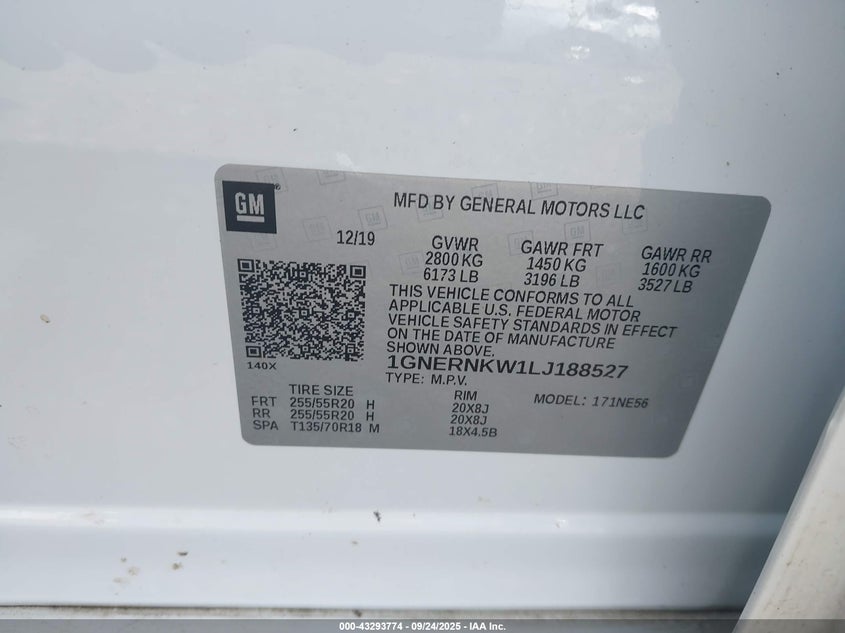 GM
MFD BY GENERAL MOTORS LLC
12/19
GVWR
2800 KG
6173 LB
GAWR FRT
1450 KG
3196 LB
GAWR RR
1600 KG
3527 LB
THIS VEHICLE CONFORMS TO ALL
APPLICABLE U.S. FEDERAL MOTOR
VEHICLE SAFETY STANDARDS IN EFFECT
ON THE DATE OF MANUFACTURE
SHOWN ABOVE.
140X
1GNERNKW1LJ188527
TYPE: M.P.V.
MODEL: 171NE56
TIRE SIZE RIM
FRT 255/55R20 H 20X8J
RR 255/55R20 H 20X8J
SPA T135/70R18 M 18X4.5B
000-43293774 - 09/24/2025 - IAA Inc.